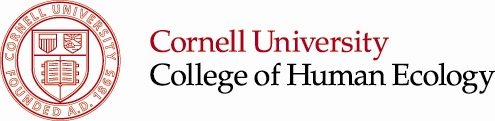 CORNELL UNIVERSITY
FOUNDED A.D. 1865
Cornell University
College of Human Ecology